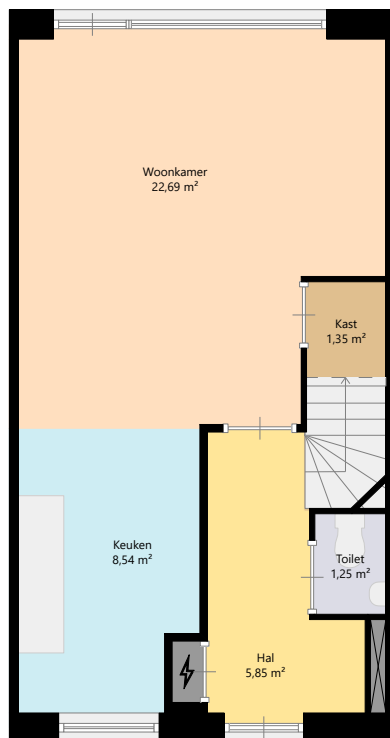 Woonkamer
22,69 m²
Kast
1,35 m²
Keuken
8,54 m²
Toilet
1,25 m²
Hal
5,85 m²